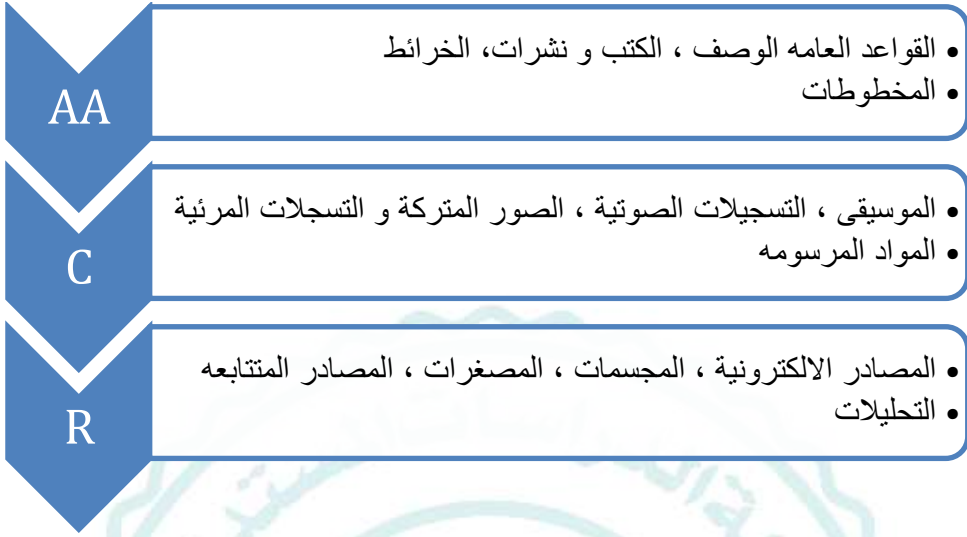 AA
• القواعد العامه الوصف ، الكتب و نشرات، الخرائط
• المخطوطات
C
• الموسيقى ، التسجيلات الصوتية ، الصور المتركة و التسجلات المرئية
• المواد المرسومه
R
• المصادر الالكترونية ، المجسمات ، المصغرات ، المصادر المتتابعه
• التحليلات